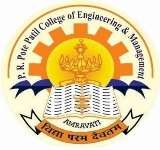 P. R. Pote Patil College of Engineering & Management
AMRAVATI
विद्या परम दैवतम्